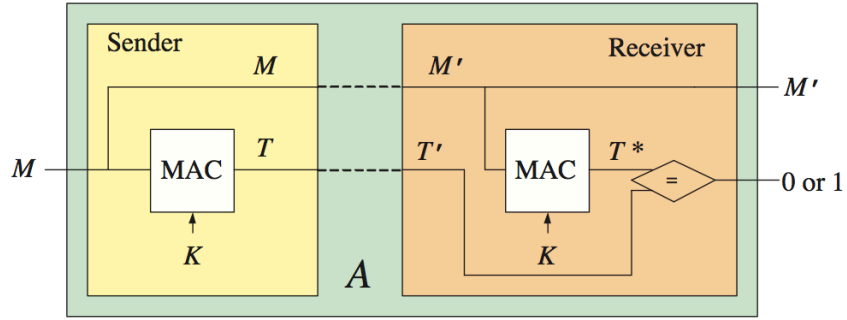 Sender
Receiver
M
M′
M′
M
MAC
T
T′
MAC
T *
=
0 or 1
K
A
K